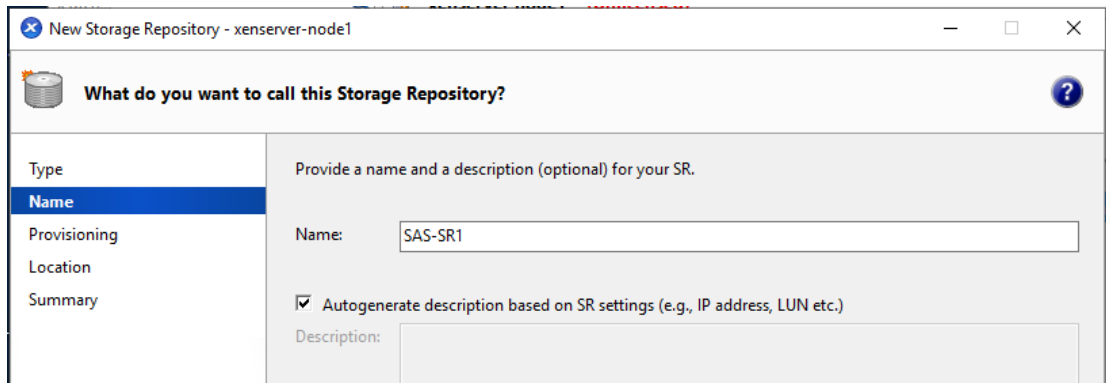 New Storage Repository - xenserver-node1
What do you want to call this Storage Repository?
Type
Name
Provisioning
Location
Summary
Provide a name and a description (optional) for your SR.
Name: SAS-SR1
Autogenerate description based on SR settings (e.g., IP address, LUN etc.)
Description: